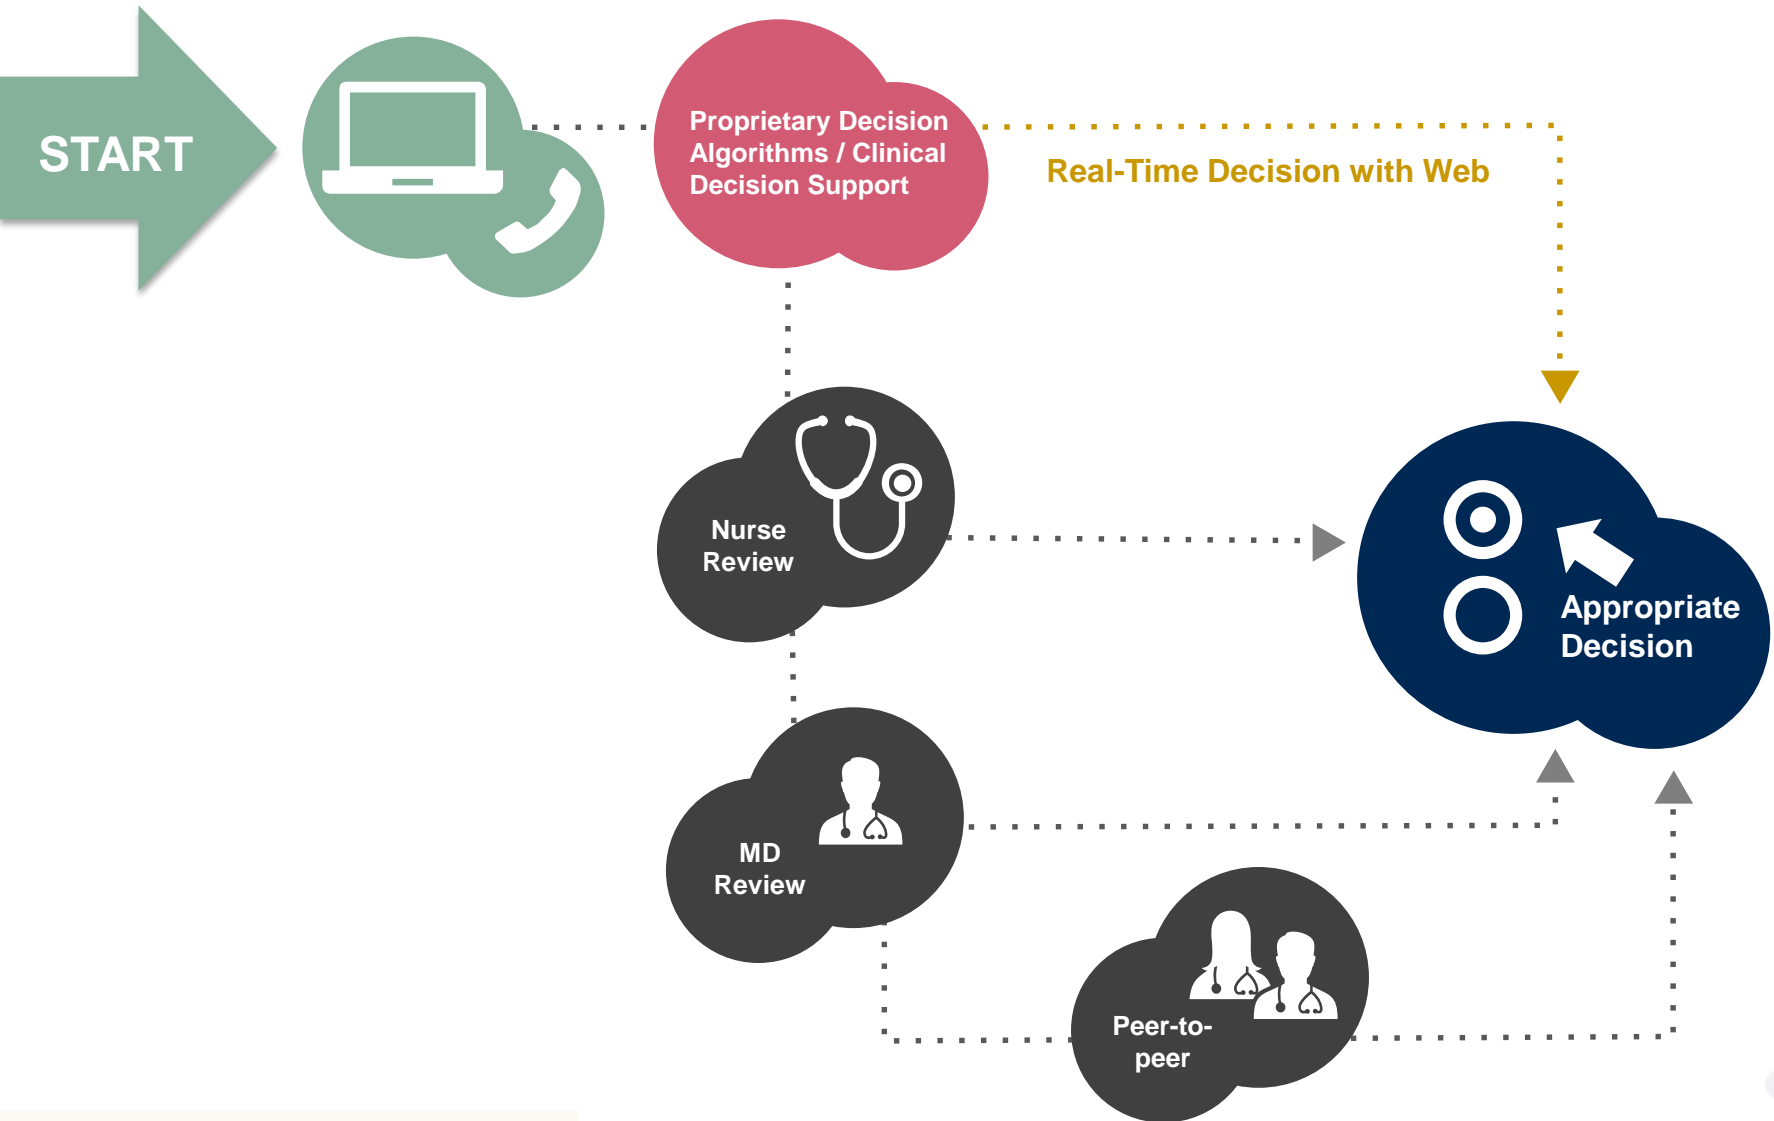 START
Proprietary Decision
Algorithms / Clinical
Decision Support
Real-Time Decision with Web
Nurse
Review
Appropriate
Decision
MD
Review
Peer-to-
peer